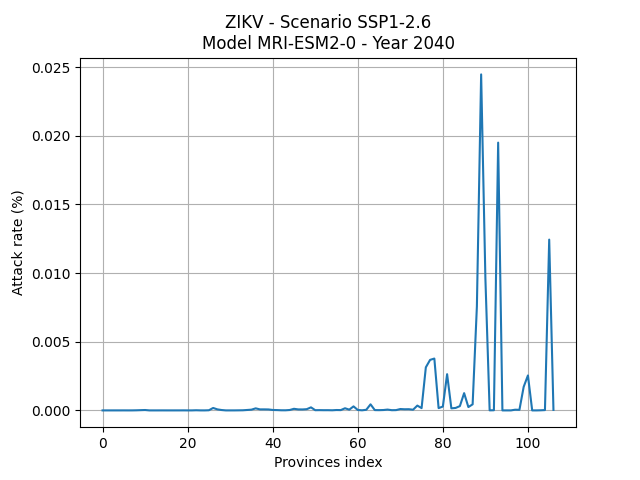 ZIKV - Scenario SSP1-2.6
Model MRI-ESM2-0 - Year 2040
0.025
0.020
0.015
0.010
0.005
0.000
Attack rate (%)
0 20 40 60 80 100
Provinces index